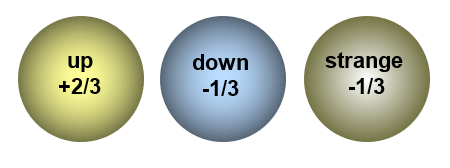 up
+2/3
down
-1/3
strange
-1/3